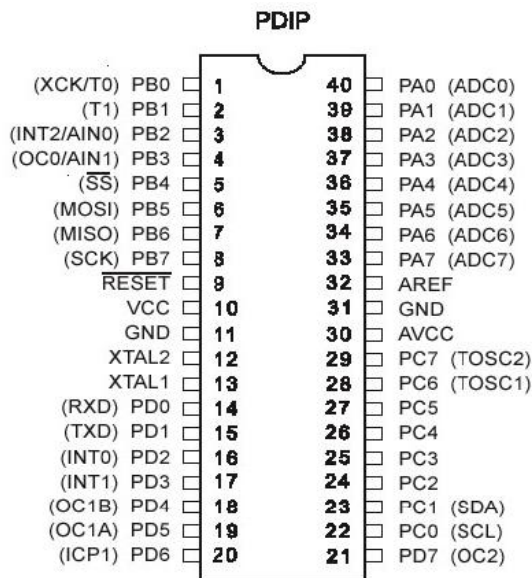 PDIP
(XCK/T0) PB0 1 40 PA0 (ADC0)
(T1) PB1 2 39 PA1 (ADC1)
(INT2/AIN0) PB2 3 38 PA2 (ADC2)
(OC0/AIN1) PB3 4 37 PA3 (ADC3)
(SS) PB4 5 36 PA4 (ADC4)
(MOSI) PB5 6 35 PA5 (ADC5)
(MISO) PB6 7 34 PA6 (ADC6)
(SCK) PB7 8 33 PA7 (ADC7)
RESET 9 32 AREF
VCC 10 31 GND
GND 11 30 AVCC
XTAL2 12 29 PC7 (TOSC2)
XTAL1 13 28 PC6 (TOSC1)
(RXD) PD0 14 27 PC5
(TXD) PD1 15 26 PC4
(INT0) PD2 16 25 PC3
(INT1) PD3 17 24 PC2
(OC1B) PD4 18 23 PC1 (SDA)
(OC1A) PD5 19 22 PC0 (SCL)
(ICP1) PD6 20 21 PD7 (OC2)